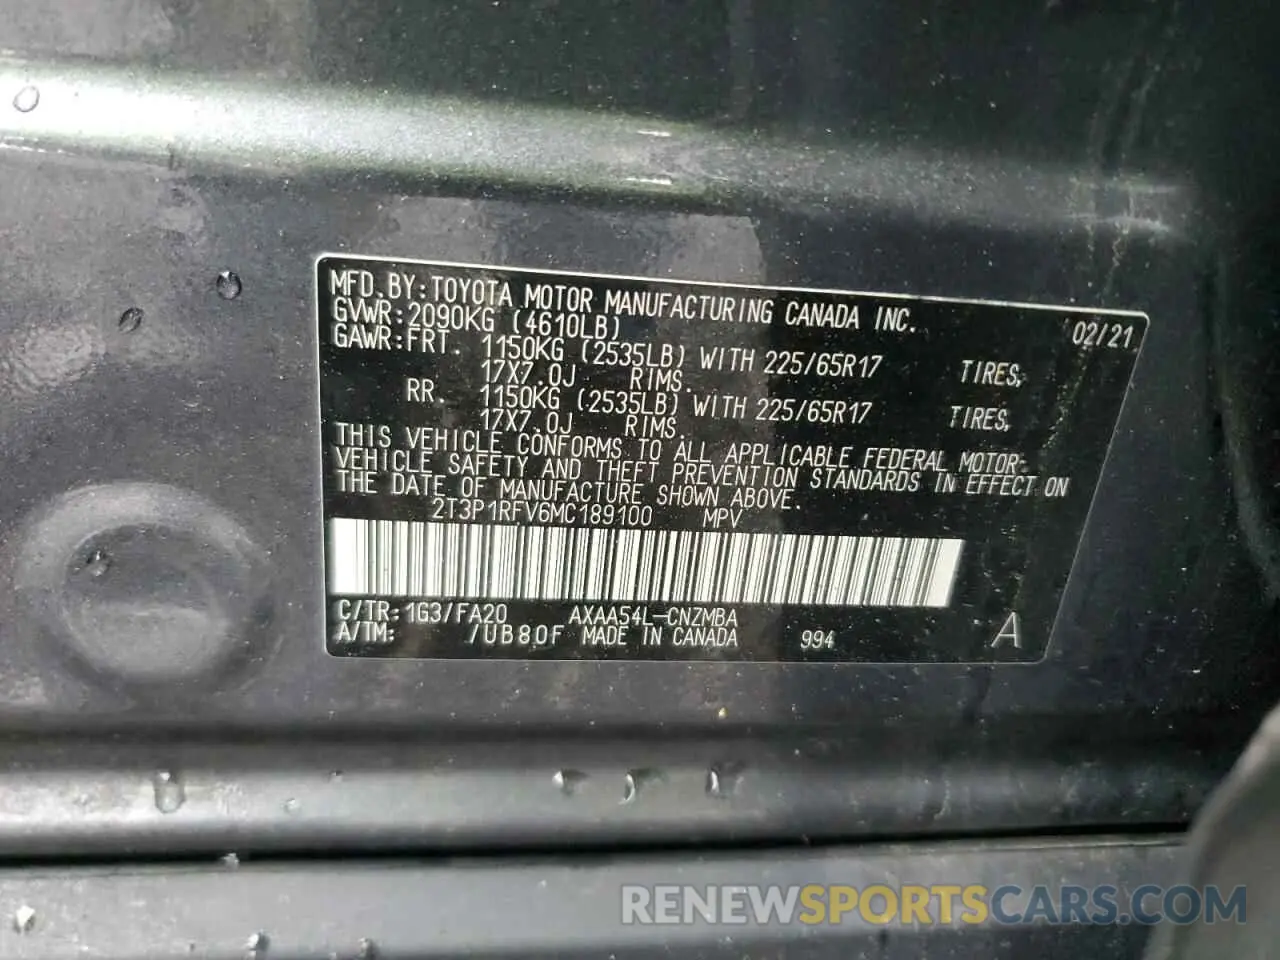 MFD. BY: TOYOTA MOTOR MANUFACTURING CANADA INC. 02/21
GVWR: 2090KG (4610LB)
GAWR: FRT. 1150KG (2535LB) WITH 225/65R17 TIRES,
17X7.0J RIMS.
RR. 1150KG (2535LB) WITH 225/65R17 TIRES,
17X7.0J RIMS.
THIS VEHICLE CONFORMS TO ALL APPLICABLE FEDERAL MOTOR
VEHICLE SAFETY AND THEFT PREVENTION STANDARDS IN EFFECT ON
THE DATE OF MANUFACTURE SHOWN ABOVE.
2T3P1RFV6MC189100 MPV
C/TR: 1G3/FA20 AXAA54L-CNZMBA
A/TM: /UB80F MADE IN CANADA 994 A
RENEWSPORTSCARS.COM